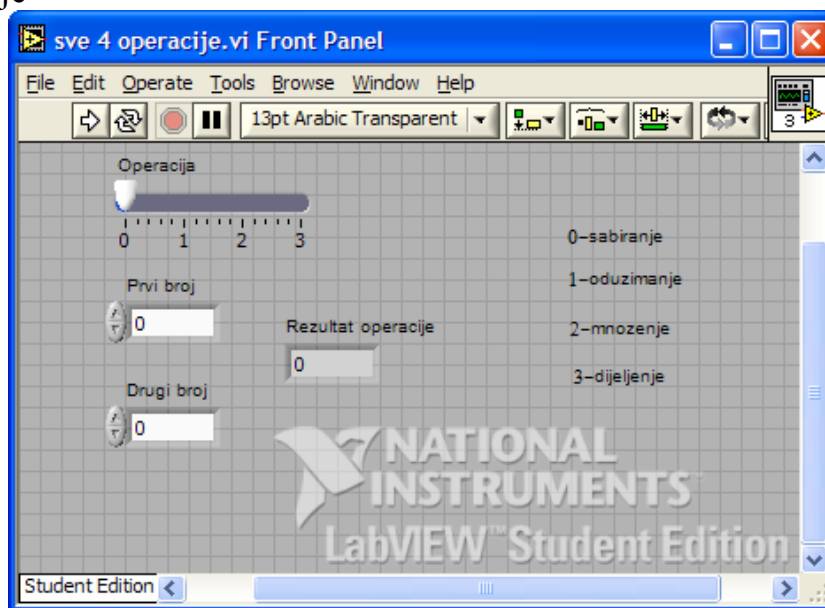 je
sve 4 operacije.vi Front Panel
File Edit Operate Tools Browse Window Help
13pt Arabic Transparent
3
Operacija
0 1 2 3
0-sabiranje
1-oduzimanje
Prvi broj
0
Rezultat operacije
2-mnozenje
0
3-dijeljenje
Drugi broj
0
NATIONAL
INSTRUMENTS
LabVIEW™ Student Edition
Student Edition